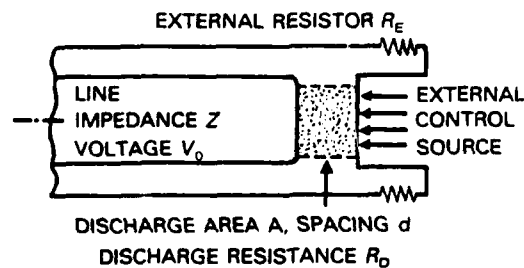 EXTERNAL RESISTOR R_E
LINE
IMPEDANCE Z
VOLTAGE V_0
EXTERNAL
CONTROL
SOURCE
DISCHARGE AREA A, SPACING d
DISCHARGE RESISTANCE R_D